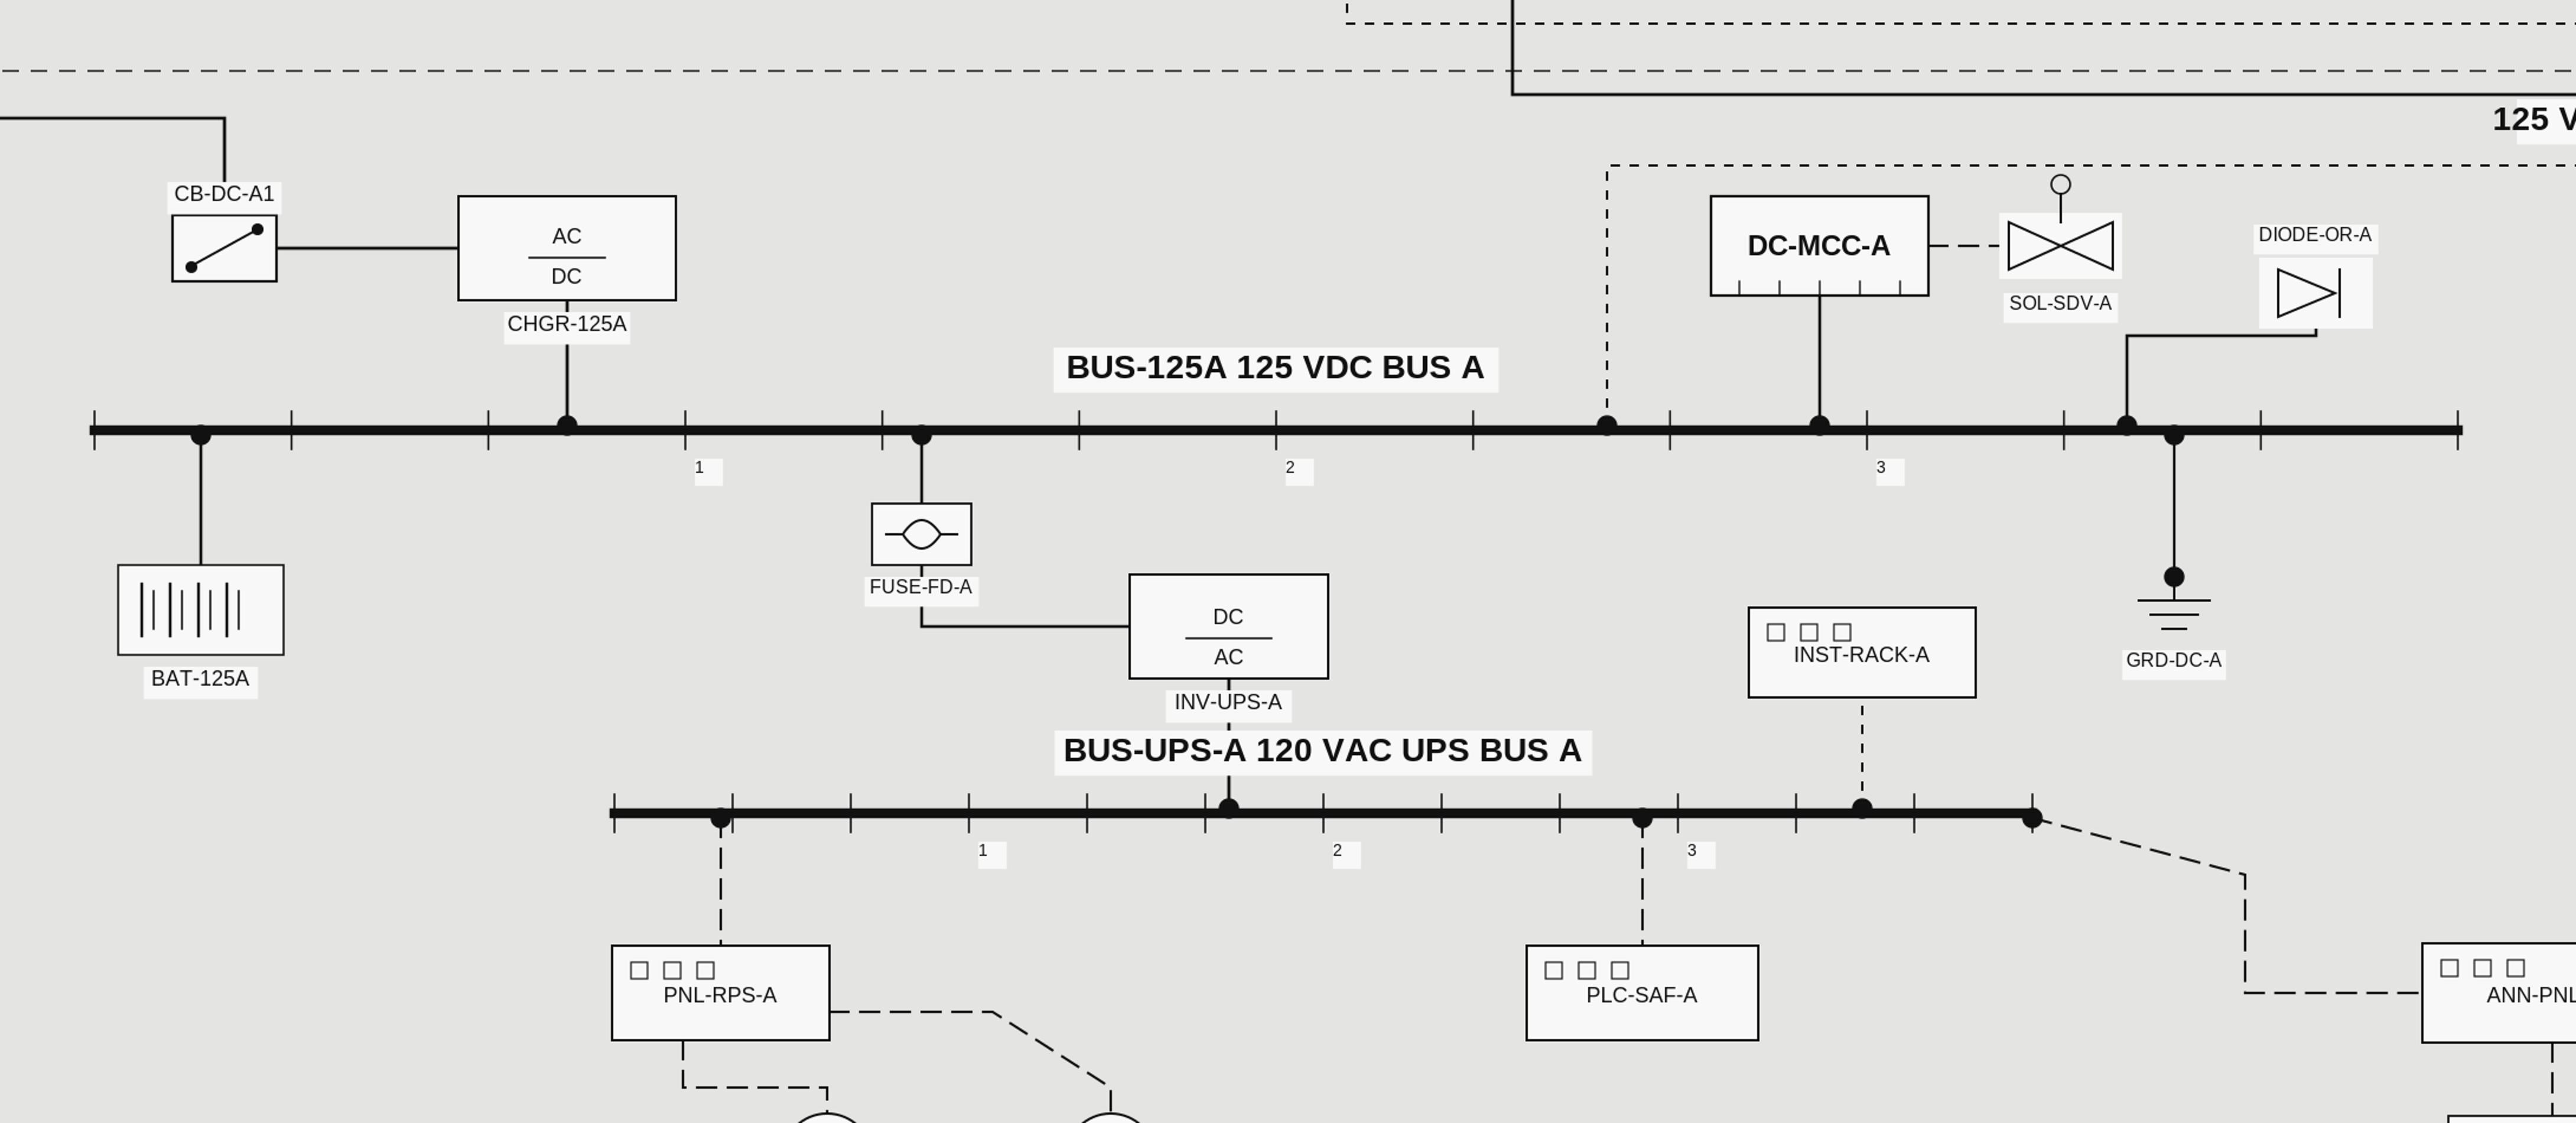 125 V
CB-DC-A1
AC
DC
CHGR-125A
DC-MCC-A
SOL-SDV-A
DIODE-OR-A
BUS-125A 125 VDC BUS A
1
2
3
FUSE-FD-A
BAT-125A
DC
AC
INV-UPS-A
INST-RACK-A
GRD-DC-A
BUS-UPS-A 120 VAC UPS BUS A
1
2
3
PNL-RPS-A
PLC-SAF-A
ANN-PNL